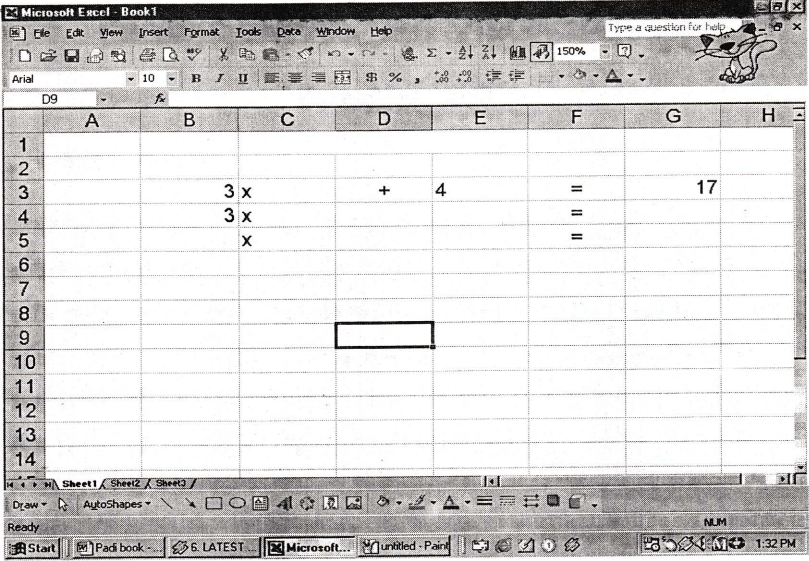 Microsoft Excel - Book1
File Edit View Insert Format Tools Data Window Help Type a question for help
150%
Arial 10 B I U $ % ,
D9 fx
A B C D E F G H
1
2
3 3 x + 4 = 17
4 3 x =
5 x =
6
7
8
9
10
11
12
13
14
Sheet1 Sheet2 Sheet3
Draw AutoShapes
Ready NUM
Start Padi book -... 6. LATEST... Microsoft... untitled - Paint 1:32 PM